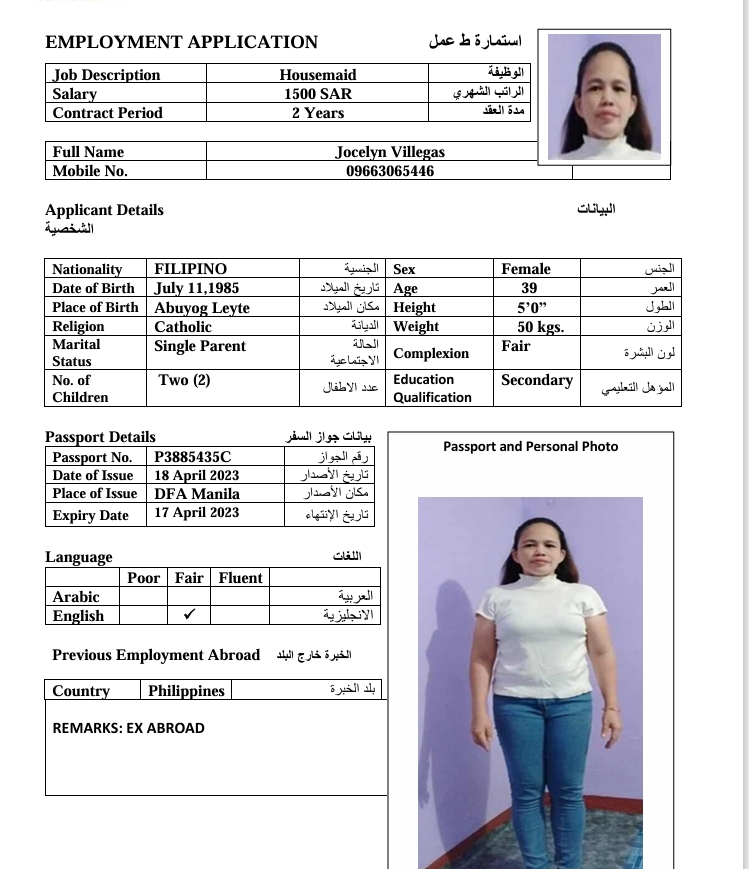 EMPLOYMENT APPLICATION استمارة ط عمل
Job Description Housemaid الوظيفة
Salary 1500 SAR الراتب الشهري
Contract Period 2 Years مدة العقد
Full Name Jocelyn Villegas
Mobile No. 09663065446
Applicant Details البيانات
الشخصية
Nationality FILIPINO الجنسية Sex Female الجنس
Date of Birth July 11,1985 تاريخ الميلاد Age 39 العمر
Place of Birth Abuyog Leyte مكان الميلاد Height 5’0” الطول
Religion Catholic الديانة Weight 50 kgs. الوزن
Marital Status Single Parent الحالة الاجتماعية Complexion Fair لون البشرة
No. of Children Two (2) عدد الاطفال Education Qualification Secondary المؤهل التعليمي
Passport Details بيانات جواز السفر
Passport No. P3885435C رقم الجواز
Date of Issue 18 April 2023 تاريخ الأصدار
Place of Issue DFA Manila مكان الأصدار
Expiry Date 17 April 2023 تاريخ الإنتهاء
Passport and Personal Photo
Language اللغات
Poor Fair Fluent
Arabic العربية
English ✓ الانجليزية
Previous Employment Abroad الخبرة خارج البلد
Country Philippines بلد الخبرة
REMARKS: EX ABROAD